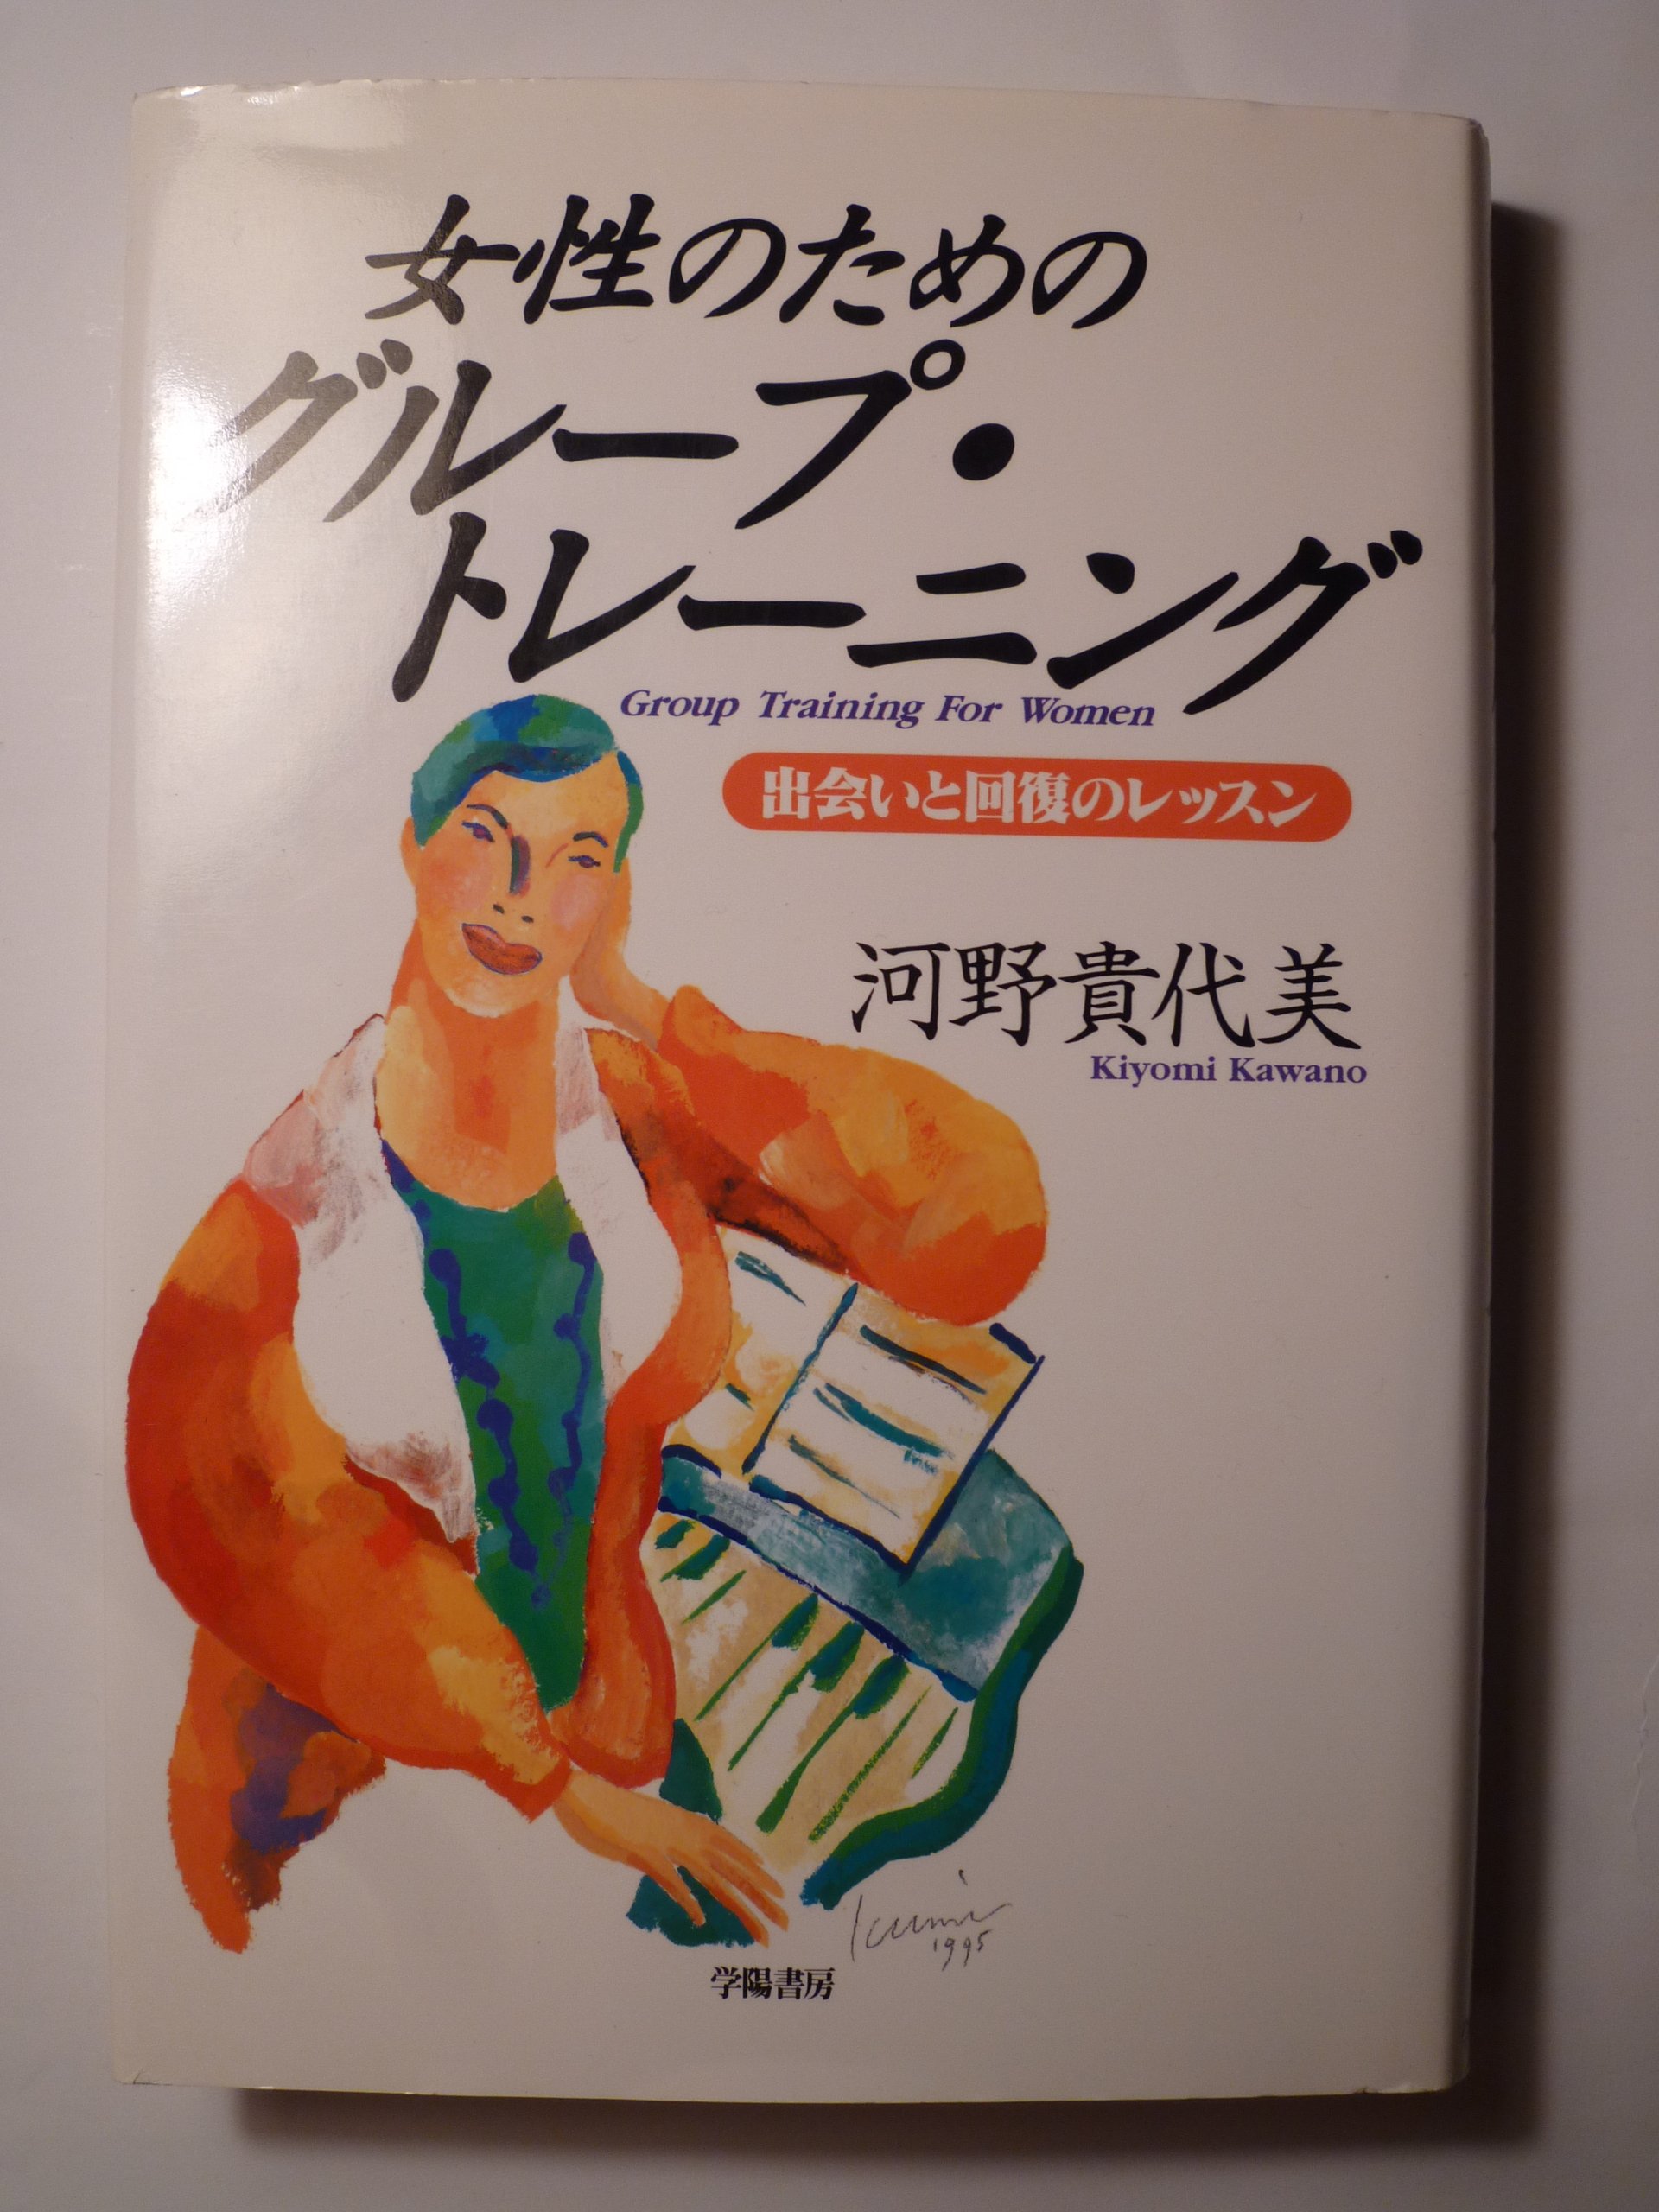 女性のための
グループ・
トレーニング
Group Training For Women
出会いと回復のレッスン
河野貴代美
Kiyomi Kawano
1995
学陽書房